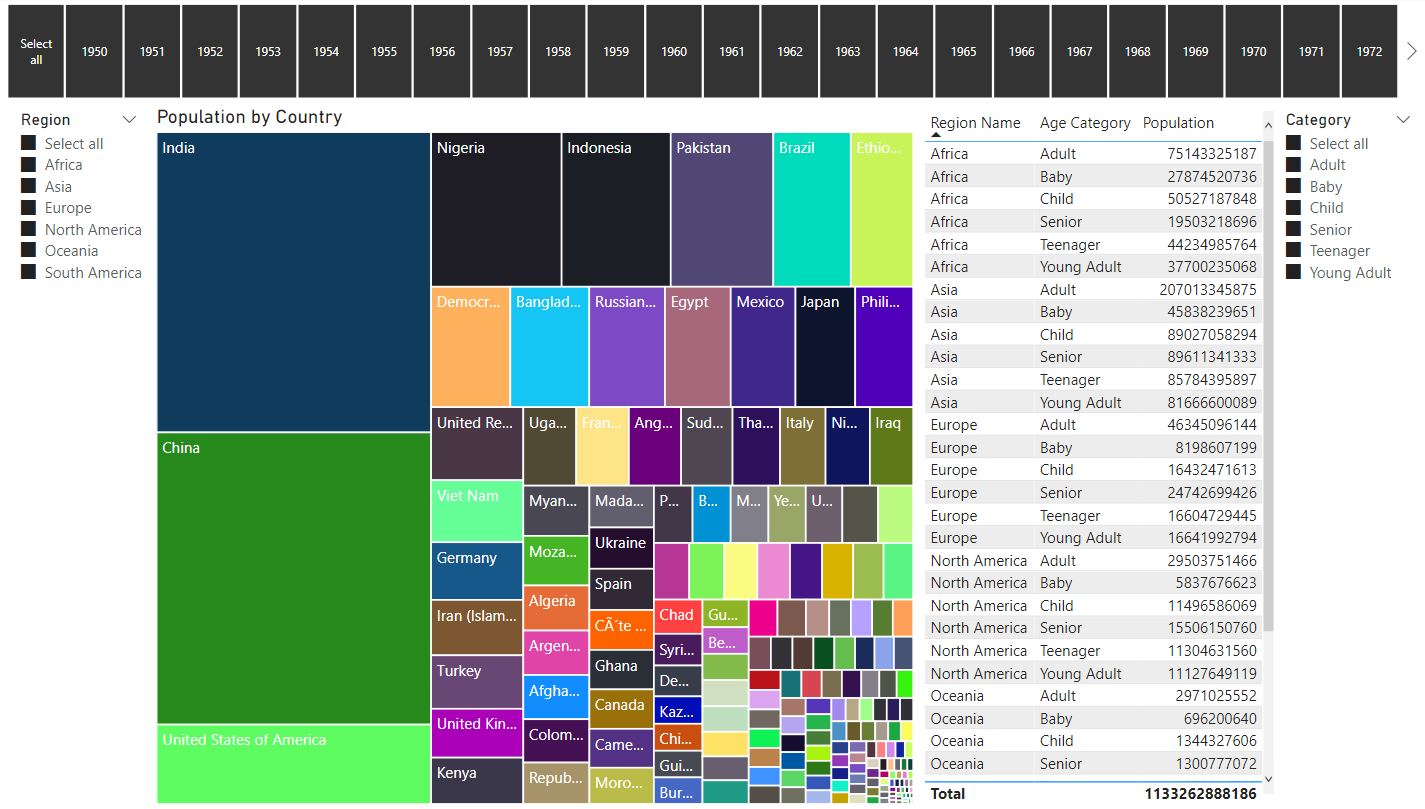 Select all
1950
1951
1952
1953
1954
1955
1956
1957
1958
1959
1960
1961
1962
1963
1964
1965
1966
1967
1968
1969
1970
1971
1972
Region
Select all
Africa
Asia
Europe
North America
Oceania
South America
Population by Country
India
China
United States of America
Nigeria
Indonesia
Pakistan
Brazil
Ethio...
Democr...
Banglad...
Russian...
Egypt
Mexico
Japan
Phili...
United Re...
Uga...
Fran...
Ang...
Sud...
Tha...
Italy
Ni...
Iraq
Viet Nam
Germany
Iran (Islam...
Turkey
United Kin...
Kenya
Myan...
Moza...
Algeria
Argen...
Afgha...
Colom...
Repub...
Mada...
Ukraine
Spain
CÃ´te ...
Ghana
Canada
Came...
Moro...
P...
B...
M...
Ye...
U...
Chad
Syri...
De...
Kaz...
Chi...
Gui...
Bur...
Gu...
Be...
Region Name Age Category Population
Africa Adult 75143325187
Africa Baby 27874520736
Africa Child 50527187848
Africa Senior 19503218696
Africa Teenager 44234985764
Africa Young Adult 37700235068
Asia Adult 207013345875
Asia Baby 45838239651
Asia Child 89027058294
Asia Senior 89611341333
Asia Teenager 85784395897
Asia Young Adult 81666600089
Europe Adult 46345096144
Europe Baby 8198607199
Europe Child 16432471613
Europe Senior 24742699426
Europe Teenager 16604729445
Europe Young Adult 16641992794
North America Adult 29503751466
North America Baby 5837676623
North America Child 11496586069
North America Senior 15506150760
North America Teenager 11304631560
North America Young Adult 11127649119
Oceania Adult 2971025552
Oceania Baby 696200640
Oceania Child 1344327606
Oceania Senior 1300777072
Total 1133262888186
Category
Select all
Adult
Baby
Child
Senior
Teenager
Young Adult